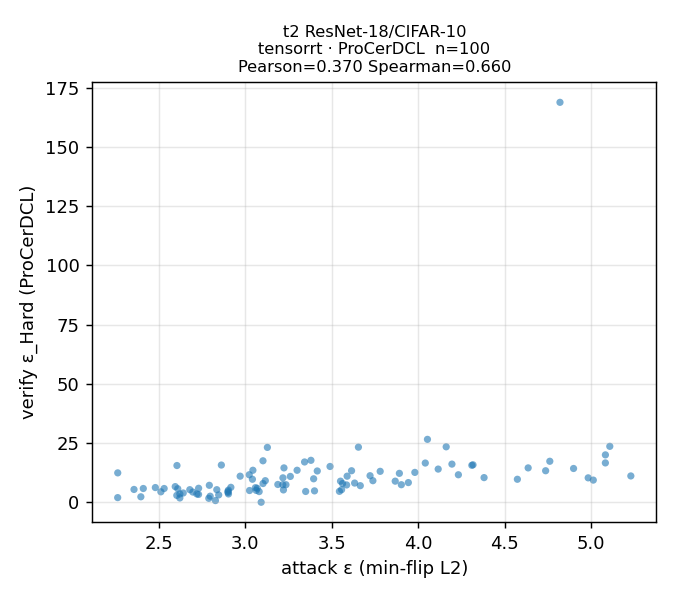 t2 ResNet-18/CIFAR-10
tensorrt · ProCerDCL  n=100
Pearson=0.370 Spearman=0.660
175
150
125
100
75
50
25
0
verify ε_Hard (ProCerDCL)
2.5 3.0 3.5 4.0 4.5 5.0
attack ε (min-flip L2)